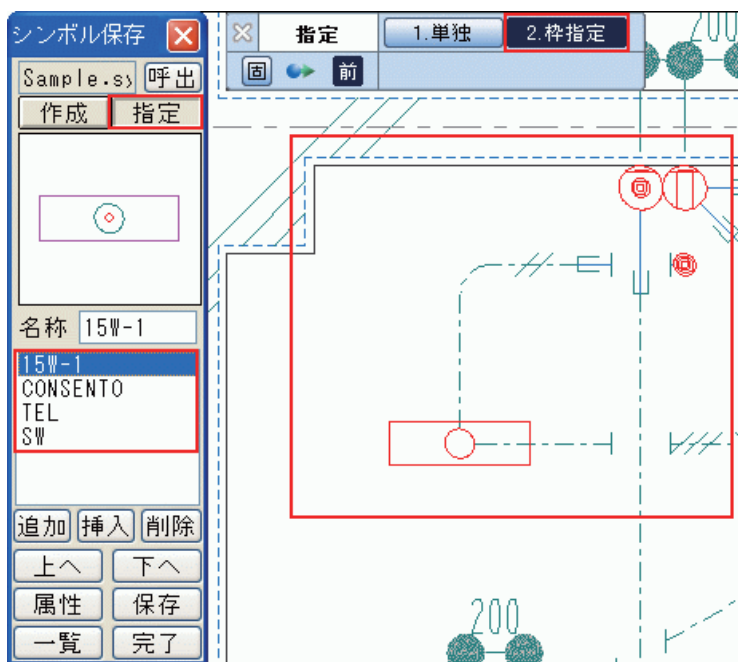 シンボル保存
Sample.sy 呼出
作成 指定
名称 15W-1
15W-1
CONSENTO
TEL
SW
追加 挿入 削除
上へ 下へ
属性 保存
一覧 完了
指定 1.単独 2.枠指定
固 前
200
200